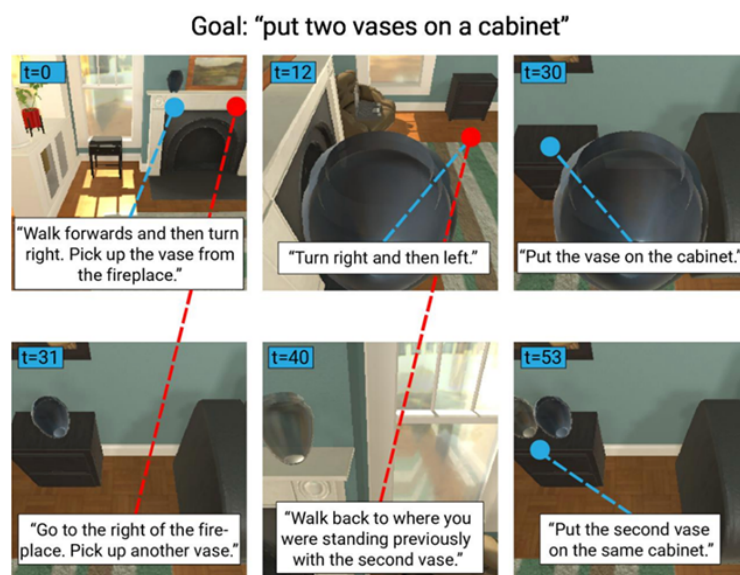 Goal: “put two vases on a cabinet”
t=0
t=12
t=30
“Walk forwards and then turn
right. Pick up the vase from
the fireplace.”
“Turn right and then left.”
“Put the vase on the cabinet.”
t=31
t=40
t=53
“Go to the right of the fire-
place. Pick up another vase.”
“Walk back to where you
were standing previously
with the second vase.”
“Put the second vase
on the same cabinet.”